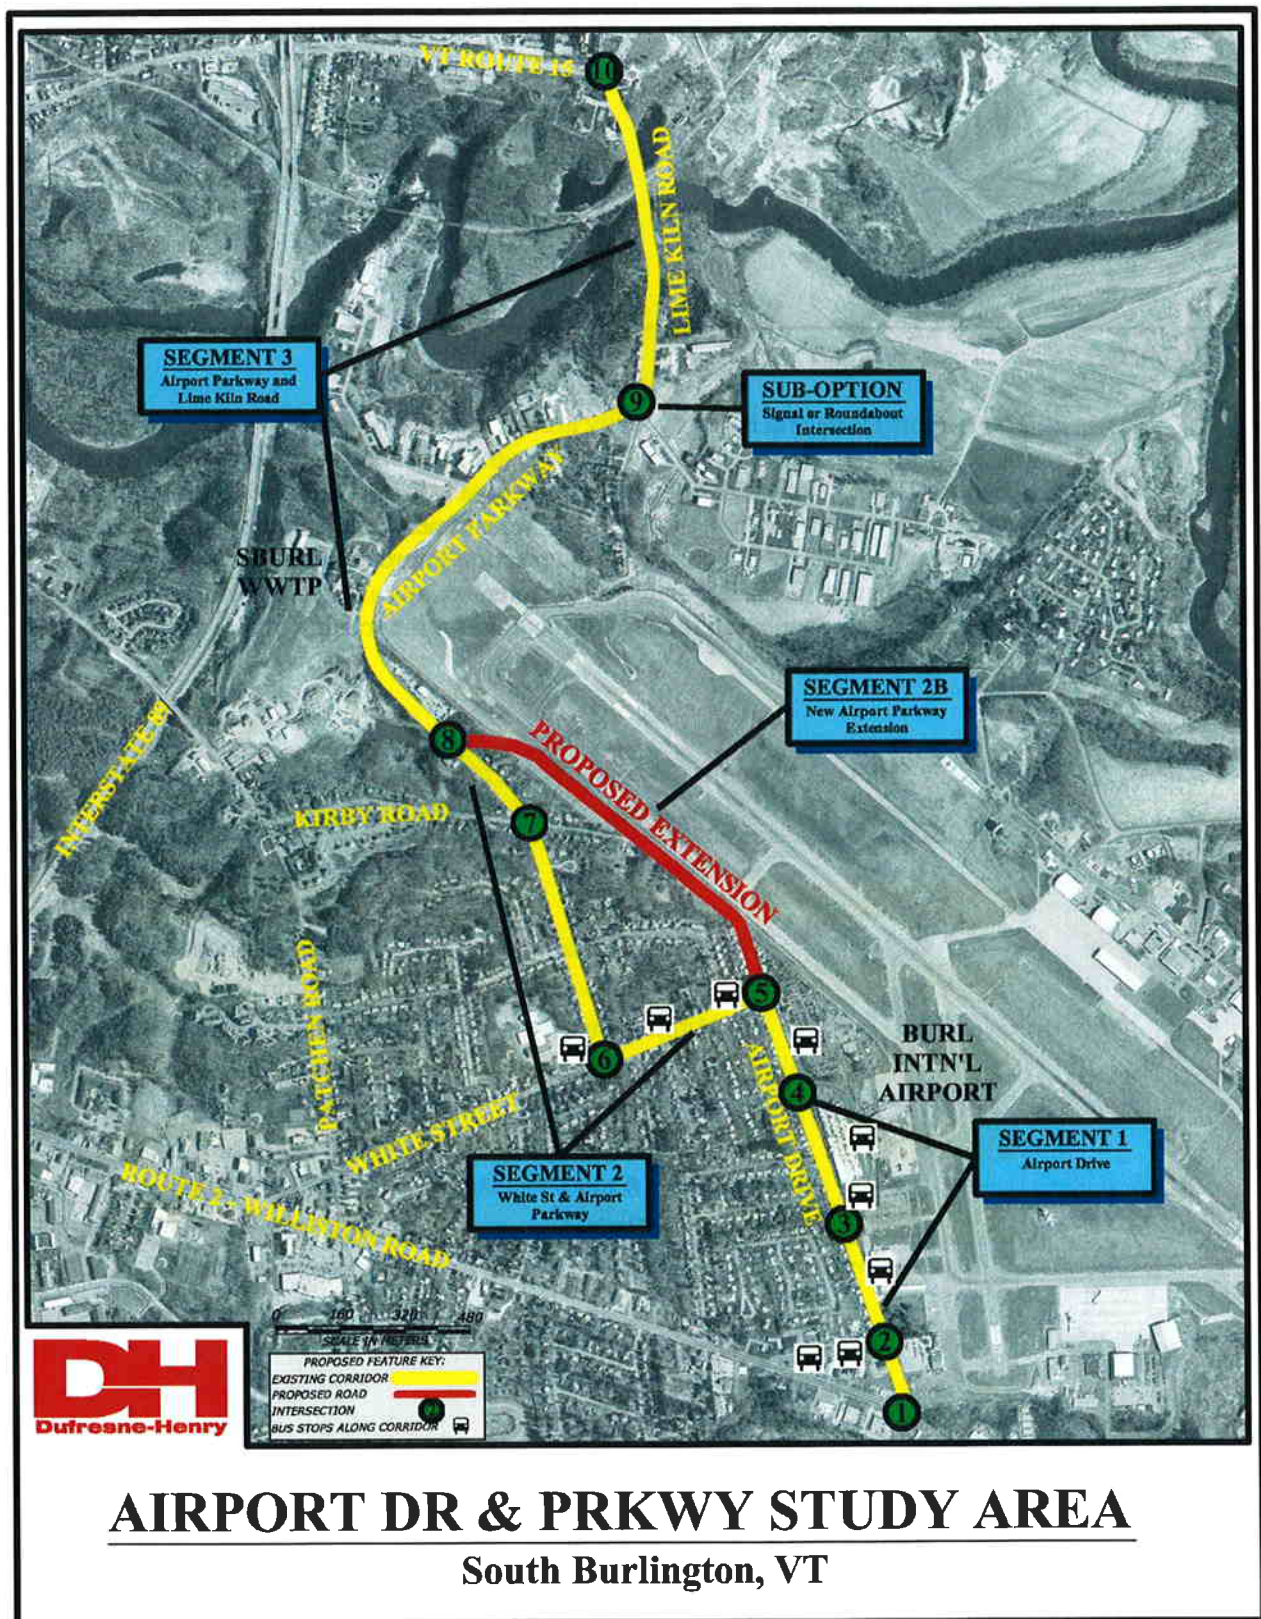 VT ROUTE 15
10
LIME KILN ROAD
SEGMENT 3
Airport Parkway and
Lime Kiln Road
9
SUB-OPTION
Signal or Roundabout
Intersection
AIRPORT PARKWAY
SBURL
WWTP
SEGMENT 2B
New Airport Parkway
Extension
INTERSTATE 89
8
PROPOSED EXTENSION
KIRBY ROAD
7
PATCHEN ROAD
5
6
BURL
INTN'L
AIRPORT
AIRPORT DRIVE
4
WHITE STREET
SEGMENT 1
Airport Drive
SEGMENT 2
White St & Airport
Parkway
ROUTE 2 - WILLISTON ROAD
3
2
1
0 160 320 480
SCALE IN METERS
PROPOSED FEATURE KEY:
EXISTING CORRIDOR
PROPOSED ROAD
INTERSECTION
BUS STOPS ALONG CORRIDOR
DH
Dufresne-Henry
AIRPORT DR & PRKWY STUDY AREA
South Burlington, VT